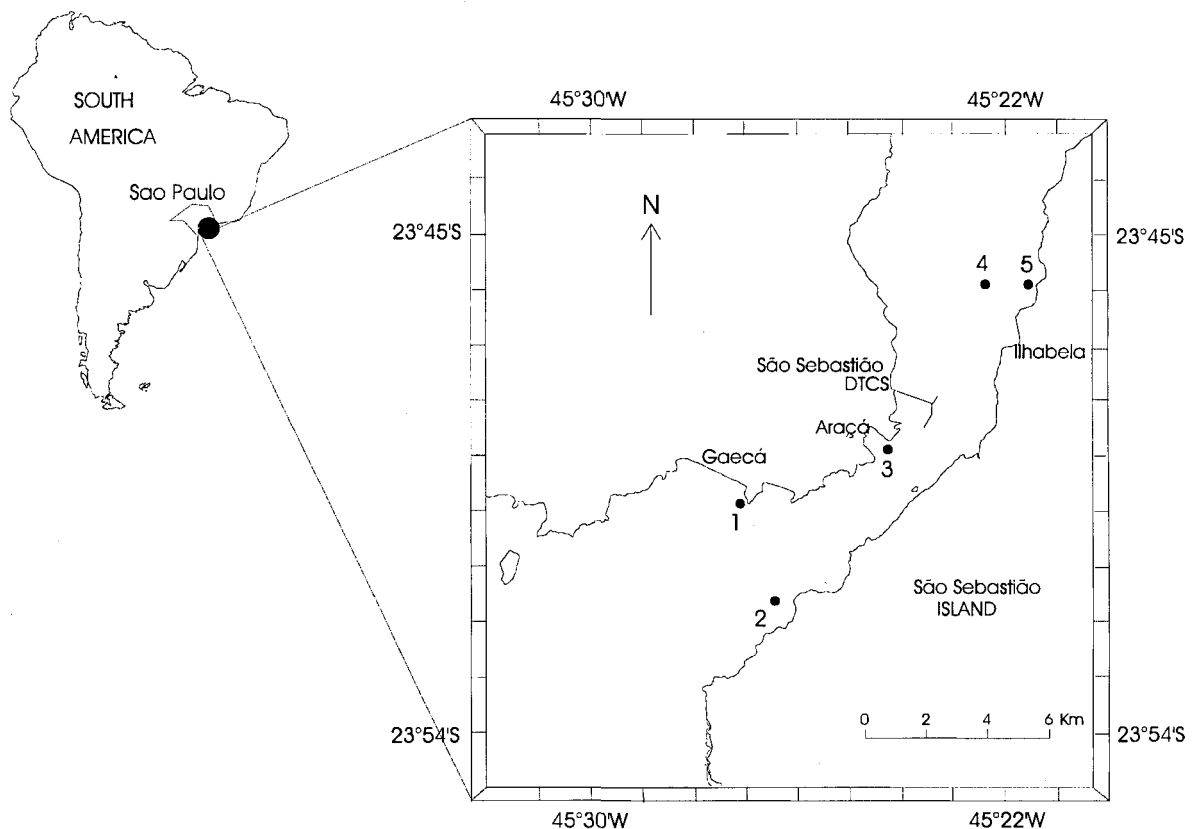 SOUTH
AMERICA
Sao Paulo
45°30'W
45°22'W
N
23°45'S
23°45'S
4
5
Ilhabela
São Sebastião
DTCS
Araçá
3
Gaecá
1
2
São Sebastião
ISLAND
0 2 4 6 Km
23°54'S
23°54'S
45°30'W
45°22'W